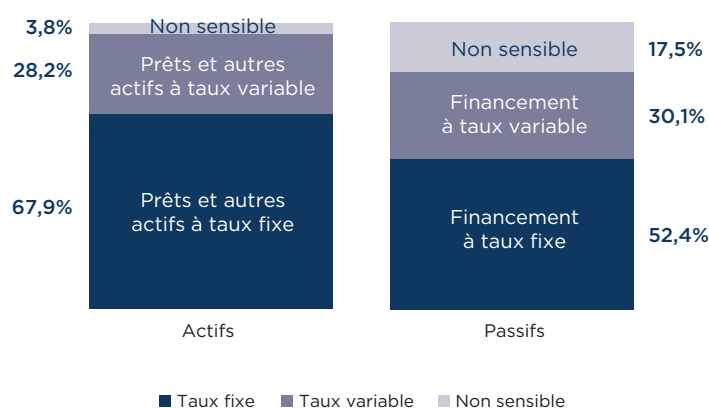 3,8%
Non sensible
28,2%
Prêts et autres
actifs à taux variable
67,9%
Prêts et autres
actifs à taux fixe
Actifs
Non sensible
17,5%
Financement
à taux variable
30,1%
Financement
à taux fixe
52,4%
Passifs
Taux fixe Taux variable Non sensible